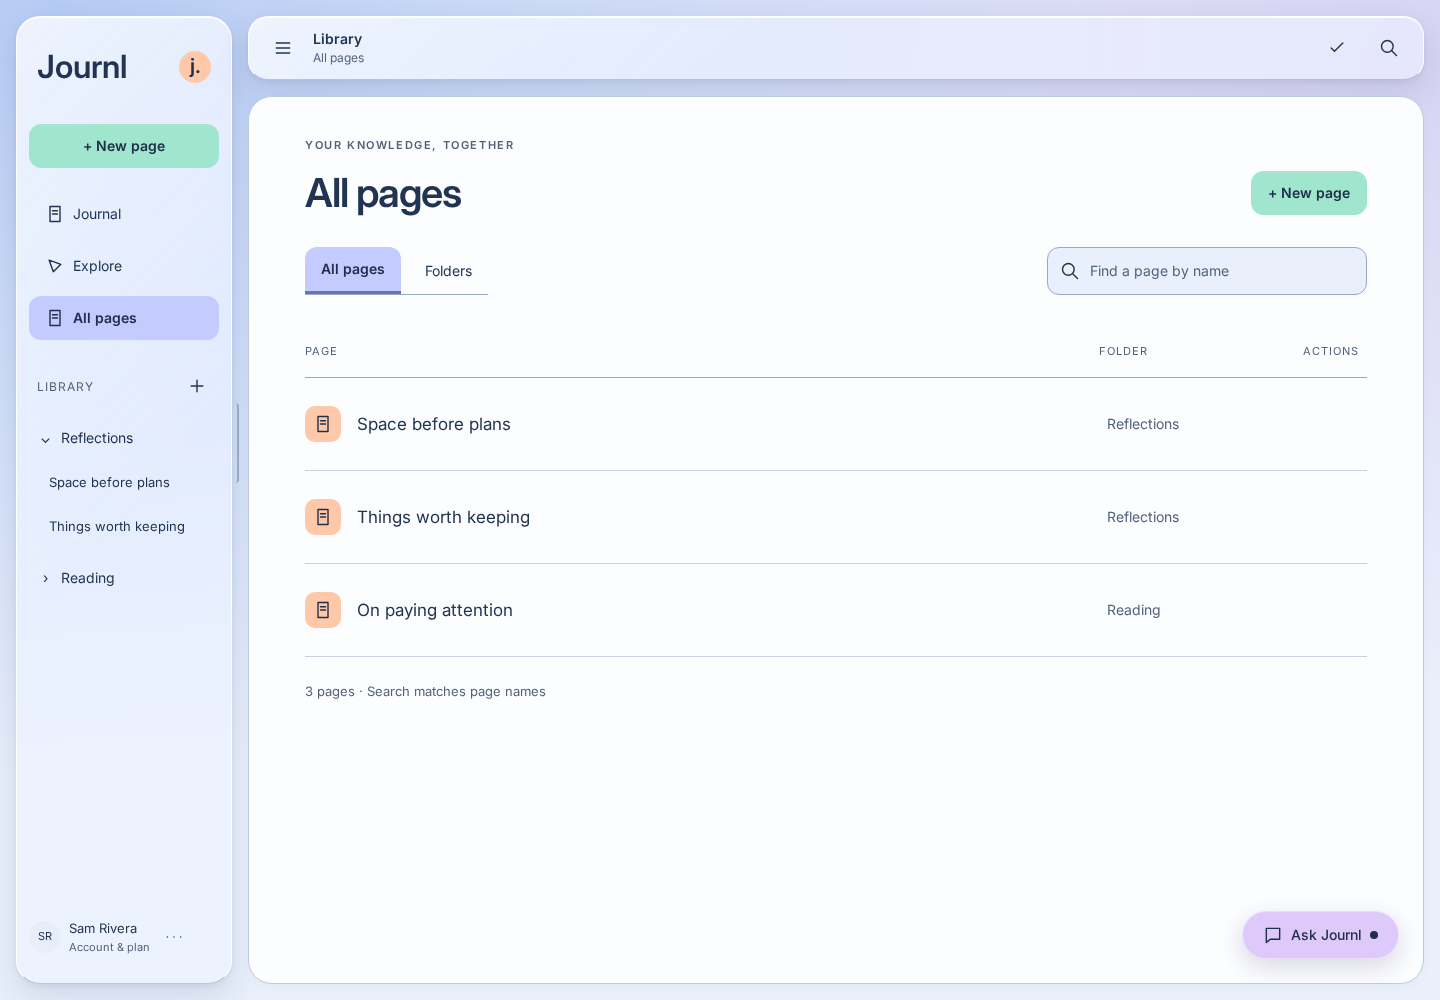 Journl
j.
+ New page
Journal
Explore
All pages
LIBRARY
Reflections
Space before plans
Things worth keeping
Reading
SR
Sam Rivera
Account & plan
...
Library
All pages
YOUR KNOWLEDGE, TOGETHER
All pages
+ New page
All pages
Folders
Find a page by name
PAGE
FOLDER
ACTIONS
Space before plans
Reflections
Things worth keeping
Reflections
On paying attention
Reading
3 pages · Search matches page names
Ask Journl